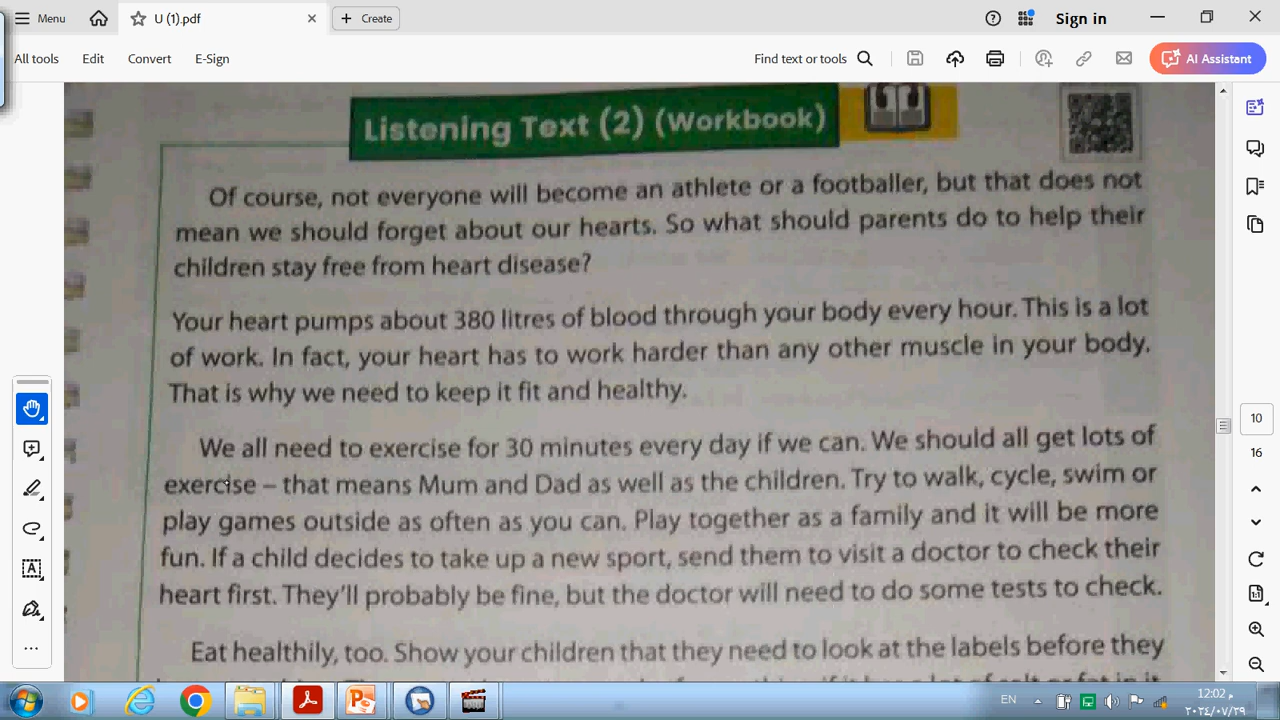 Menu
U (1).pdf
Create
Sign in
All tools
Edit
Convert
E-Sign
Find text or tools
AI Assistant
Listening Text (2) (Workbook)
Of course, not everyone will become an athlete or a footballer, but that does not
mean we should forget about our hearts. So what should parents do to help their
children stay free from heart disease?
Your heart pumps about 380 litres of blood through your body every hour. This is a lot
of work. In fact, your heart has to work harder than any other muscle in your body.
That is why we need to keep it fit and healthy.
We all need to exercise for 30 minutes every day if we can. We should all get lots of
exercise – that means Mum and Dad as well as the children. Try to walk, cycle, swim or
play games outside as often as you can. Play together as a family and it will be more
fun. If a child decides to take up a new sport, send them to visit a doctor to check their
heart first. They'll probably be fine, but the doctor will need to do some tests to check.
Eat healthily, too. Show your children that they need to look at the labels before they
10
16
EN
12:02 م
٢٠٢٤/٠٧/٢٩